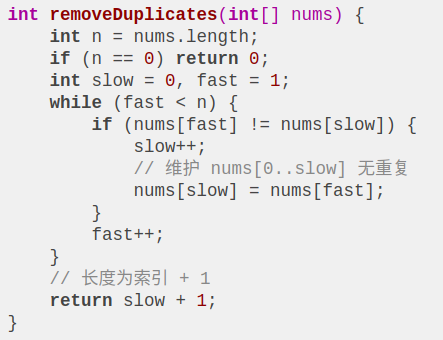 int removeDuplicates(int[] nums) {
    int n = nums.length;
    if (n == 0) return 0;
    int slow = 0, fast = 1;
    while (fast < n) {
        if (nums[fast] != nums[slow]) {
            slow++;
            // 维护 nums[0..slow] 无重复
            nums[slow] = nums[fast];
        }
        fast++;
    }
    // 长度为索引 + 1
    return slow + 1;
}